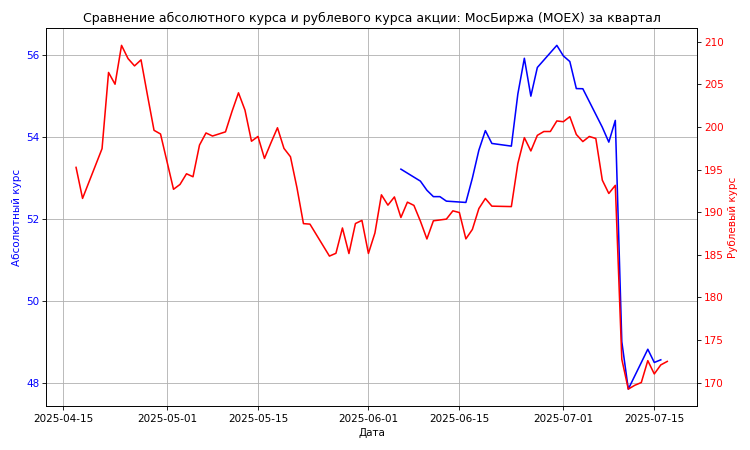 Сравнение абсолютного курса и рублевого курса акции: МосБиржа (MOEX) за квартал
56
54
52
50
48
Абсолютный курс
210
205
200
195
190
185
180
175
170
Рублевый курс
2025-04-15 2025-05-01 2025-05-15 2025-06-01 2025-06-15 2025-07-01 2025-07-15
Дата